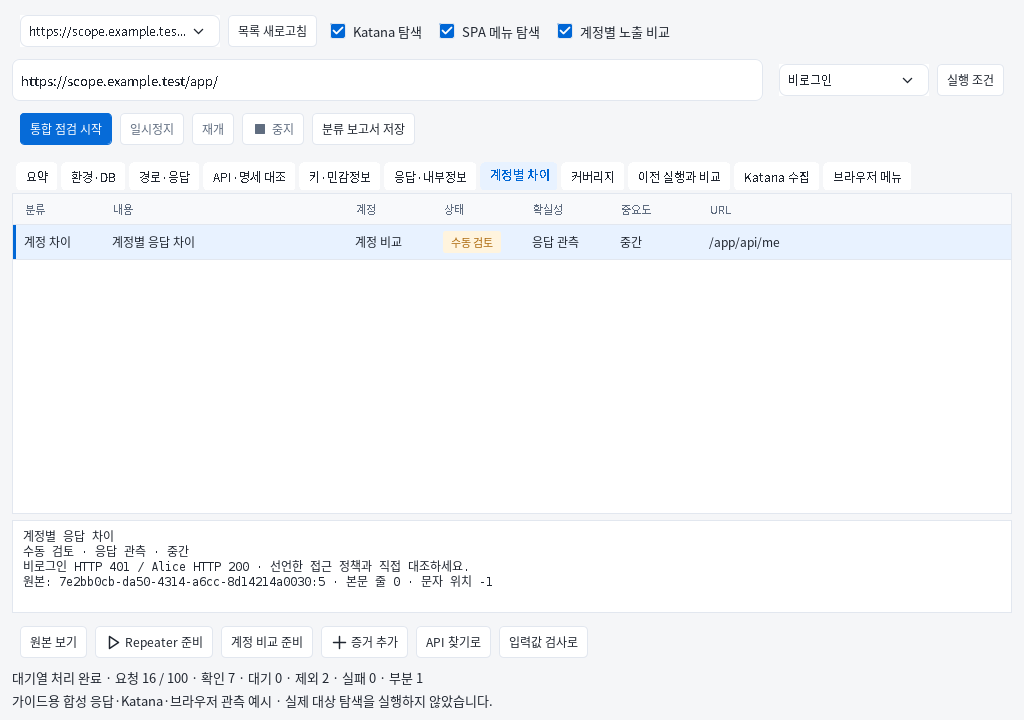 https://scope.example.tes... 목록 새로고침 Katana 탐색 SPA 메뉴 탐색 계정별 노출 비교
https://scope.example.test/app/ 비로그인 실행 조건
통합 점검 시작 일시정지 재개 중지 분류 보고서 저장
요약 환경·DB 경로·응답 API·명세 대조 키·민감정보 응답·내부정보 계정별 차이 커버리지 이전 실행과 비교 Katana 수집 브라우저 메뉴
분류 내용 계정 상태 확실성 중요도 URL
계정 차이 계정별 응답 차이 계정 비교 수동 검토 응답 관측 중간 /app/api/me
계정별 응답 차이
수동 검토 · 응답 관측 · 중간
비로그인 HTTP 401 / Alice HTTP 200 · 선언한 접근 정책과 직접 대조하세요.
원본: 7e2bb0cb-da50-4314-a6cc-8d14214a0030:5 · 본문 줄 0 · 문자 위치 -1
원본 보기 Repeater 준비 계정 비교 준비 증거 추가 API 찾기로 입력값 검사로
대기열 처리 완료 · 요청 16 / 100 · 확인 7 · 대기 0 · 제외 2 · 실패 0 · 부분 1
가이드용 합성 응답·Katana·브라우저 관측 예시 · 실제 대상 탐색을 실행하지 않았습니다.